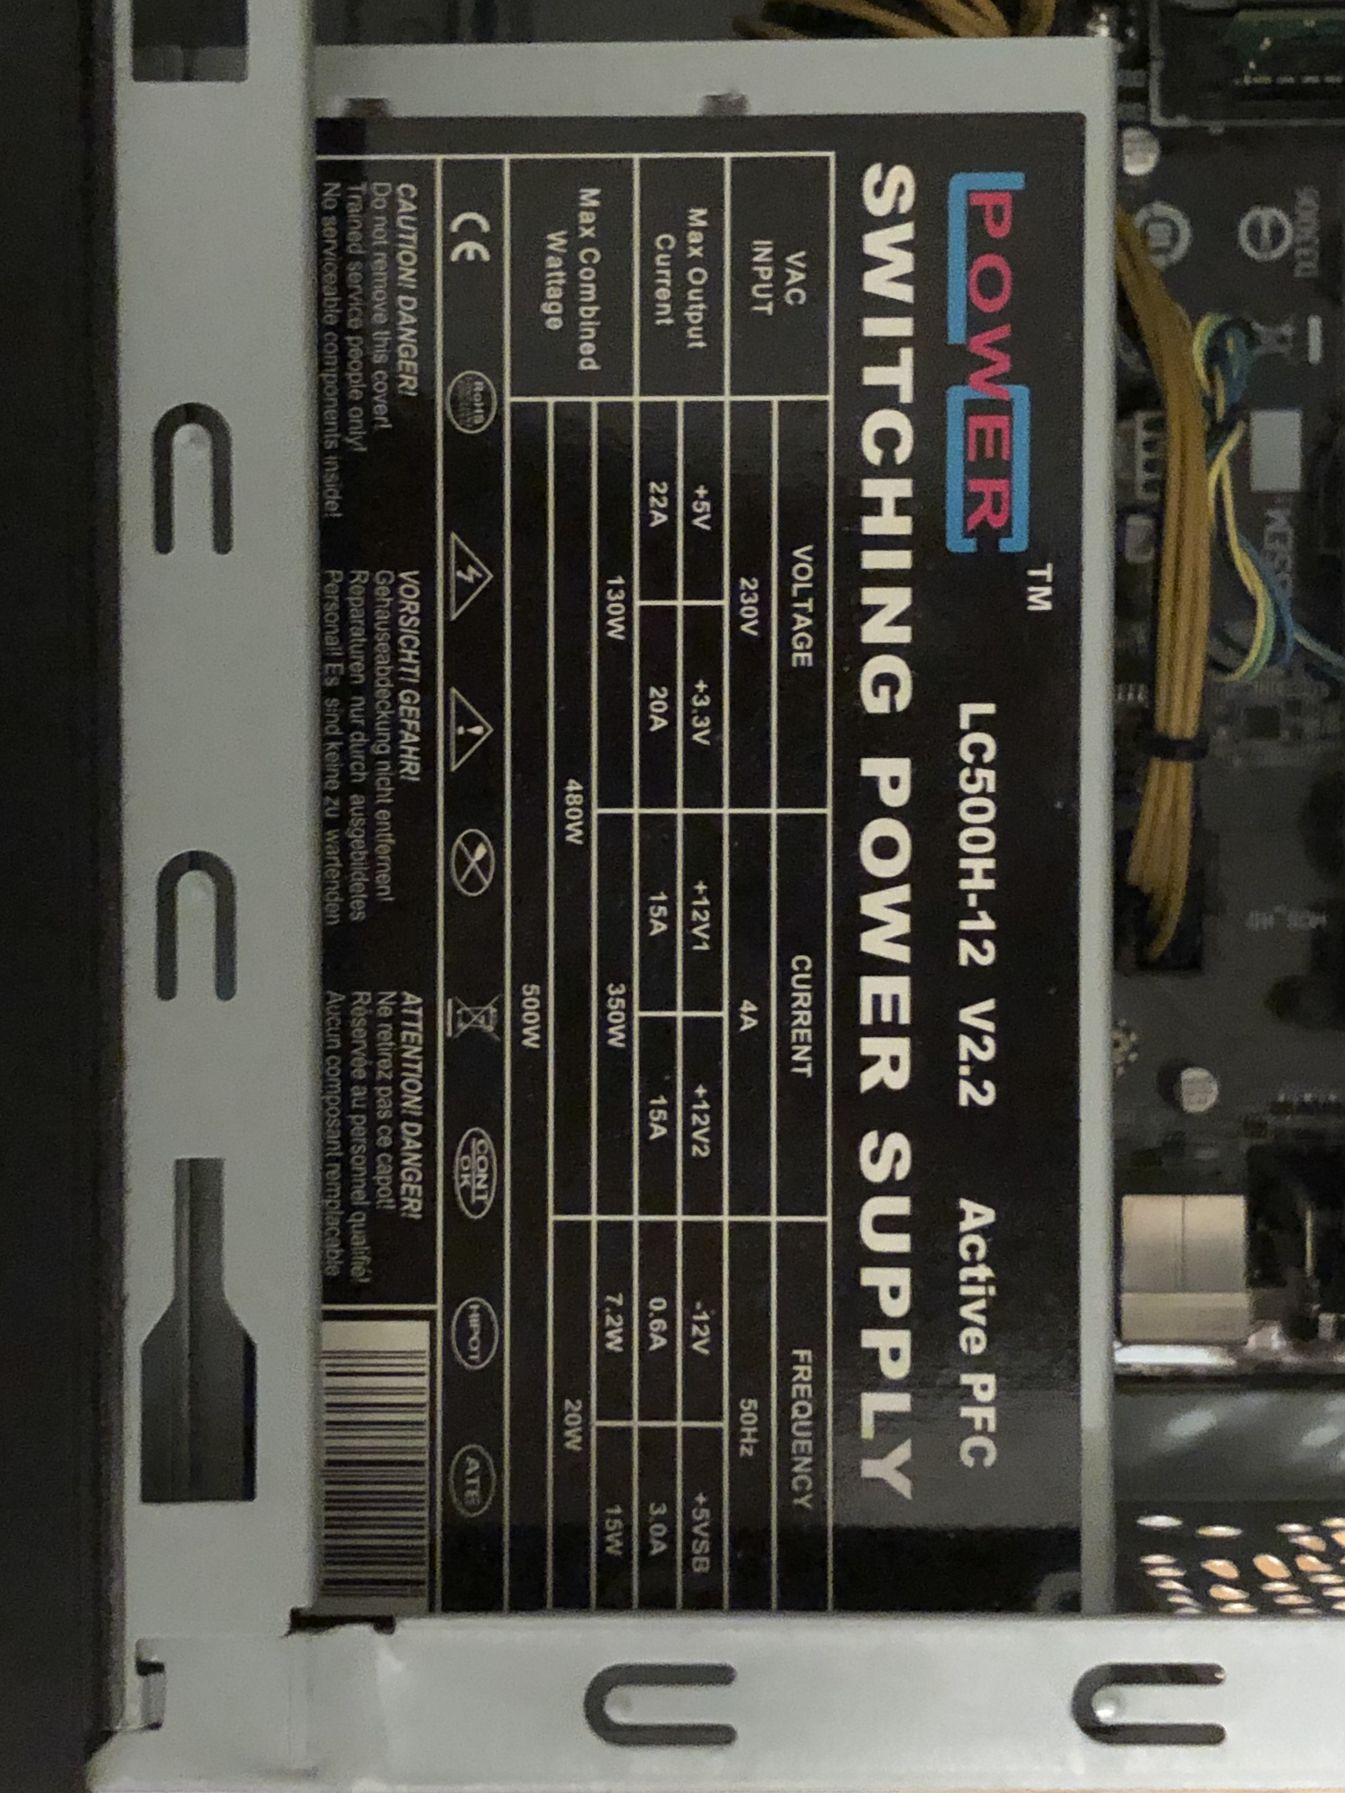 POWER TM LC500H-12 V2.2 Active PFC
SWITCHING POWER SUPPLY
VAC INPUT VOLTAGE CURRENT FREQUENCY
230V 4A 50Hz
Max Output Current +5V +3.3V +12V1 +12V2 -12V +5VSB
22A 20A 15A 15A 0.6A 3.0A
Max Combined Wattage 130W 350W 7.2W 15W
480W 20W
500W
CE RoHS CONT OK HIPOT ATE
CAUTION! DANGER!
Do not remove this cover!
Trained service people only!
No serviceable components inside!
VORSICHT! GEFAHR!
Gehäuseabdeckung nicht entfernen!
Reparaturen nur durch ausgebildetes
Personal! Es sind keine zu wartenden
ATTENTION! DANGER!
Ne retirez pas ce capot!
Réservée au personnel qualifié!
Aucun composant remplaçable